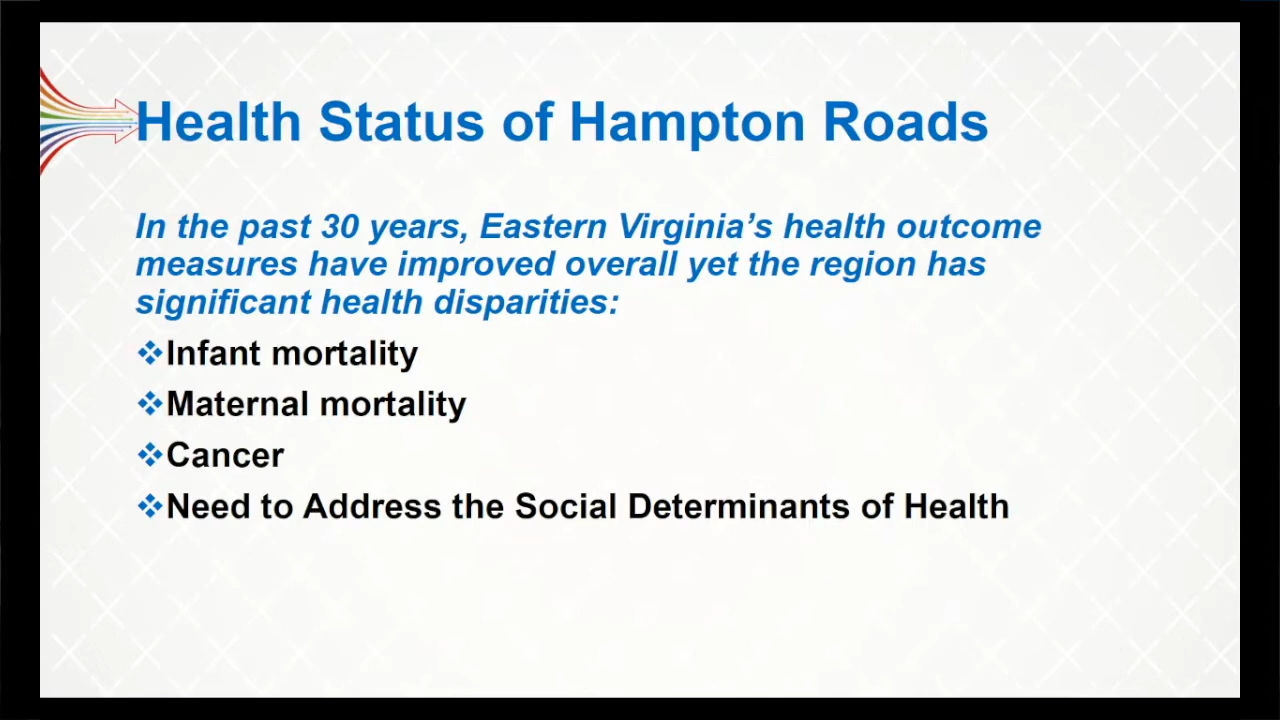 Health Status of Hampton Roads
In the past 30 years, Eastern Virginia’s health outcome
measures have improved overall yet the region has
significant health disparities:
❖Infant mortality
❖Maternal mortality
❖Cancer
❖Need to Address the Social Determinants of Health